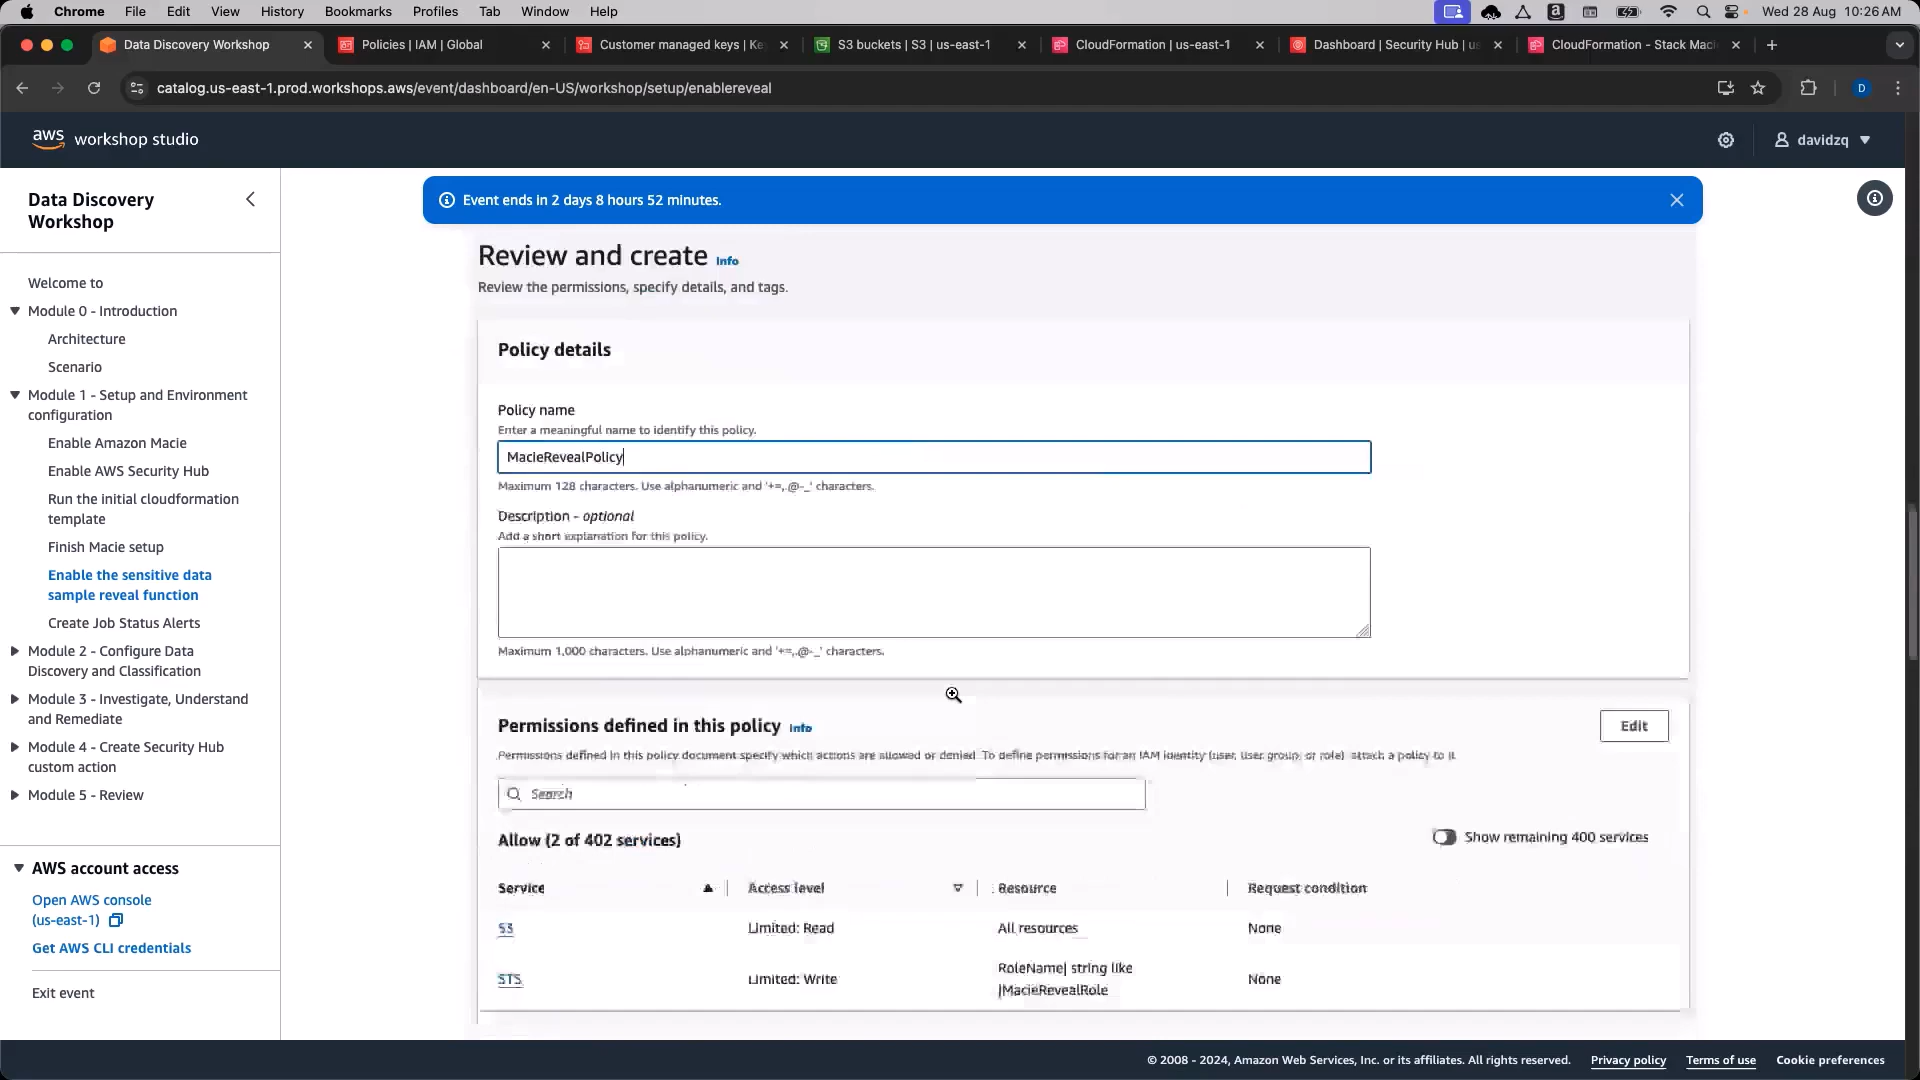 Chrome File Edit View History Bookmarks Profiles Tab Window Help Wed 28 Aug 10:26 AM
Data Discovery Workshop
Policies | IAM | Global
Customer managed keys | Ke
S3 buckets | S3 | us-east-1
CloudFormation | us-east-1
Dashboard | Security Hub | us
CloudFormation - Stack Maci
catalog.us-east-1.prod.workshops.aws/event/dashboard/en-US/workshop/setup/enablereveal
D
aws workshop studio
davidzq
Data Discovery
Workshop
Welcome to
Module 0 - Introduction
Architecture
Scenario
Module 1 - Setup and Environment
configuration
Enable Amazon Macie
Enable AWS Security Hub
Run the initial cloudformation
template
Finish Macie setup
Enable the sensitive data
sample reveal function
Create Job Status Alerts
Module 2 - Configure Data
Discovery and Classification
Module 3 - Investigate, Understand
and Remediate
Module 4 - Create Security Hub
custom action
Module 5 - Review
AWS account access
Open AWS console
(us-east-1)
Get AWS CLI credentials
Exit event
Event ends in 2 days 8 hours 52 minutes.
Review and create Info
Review the permissions, specify details, and tags.
Policy details
Policy name
Enter a meaningful name to identify this policy.
MacieRevealPolicy
Maximum 128 characters. Use alphanumeric and '+=,.@-_' characters.
Description - optional
Add a short explanation for this policy.
Maximum 1,000 characters. Use alphanumeric and '+=,.@-_' characters.
Permissions defined in this policy Info
Edit
Permissions defined in this policy document specify which actions are allowed or denied. To define permissions for an IAM identity (user, user group, or role), attach a policy to it
Search
Allow (2 of 402 services)
Show remaining 400 services
Service Access level Resource Request condition
S3 Limited: Read All resources None
STS Limited: Write RoleName| string like |MacieRevealRole None
© 2008 - 2024, Amazon Web Services, Inc. or its affiliates. All rights reserved. Privacy policy Terms of use Cookie preferences